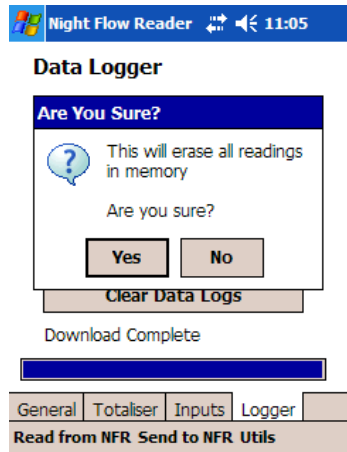 Night Flow Reader 11:05
Data Logger
Are You Sure?
This will erase all readings
in memory
Are you sure?
Yes No
Clear Data Logs
Download Complete
General Totaliser Inputs Logger
Read from NFR Send to NFR Utils